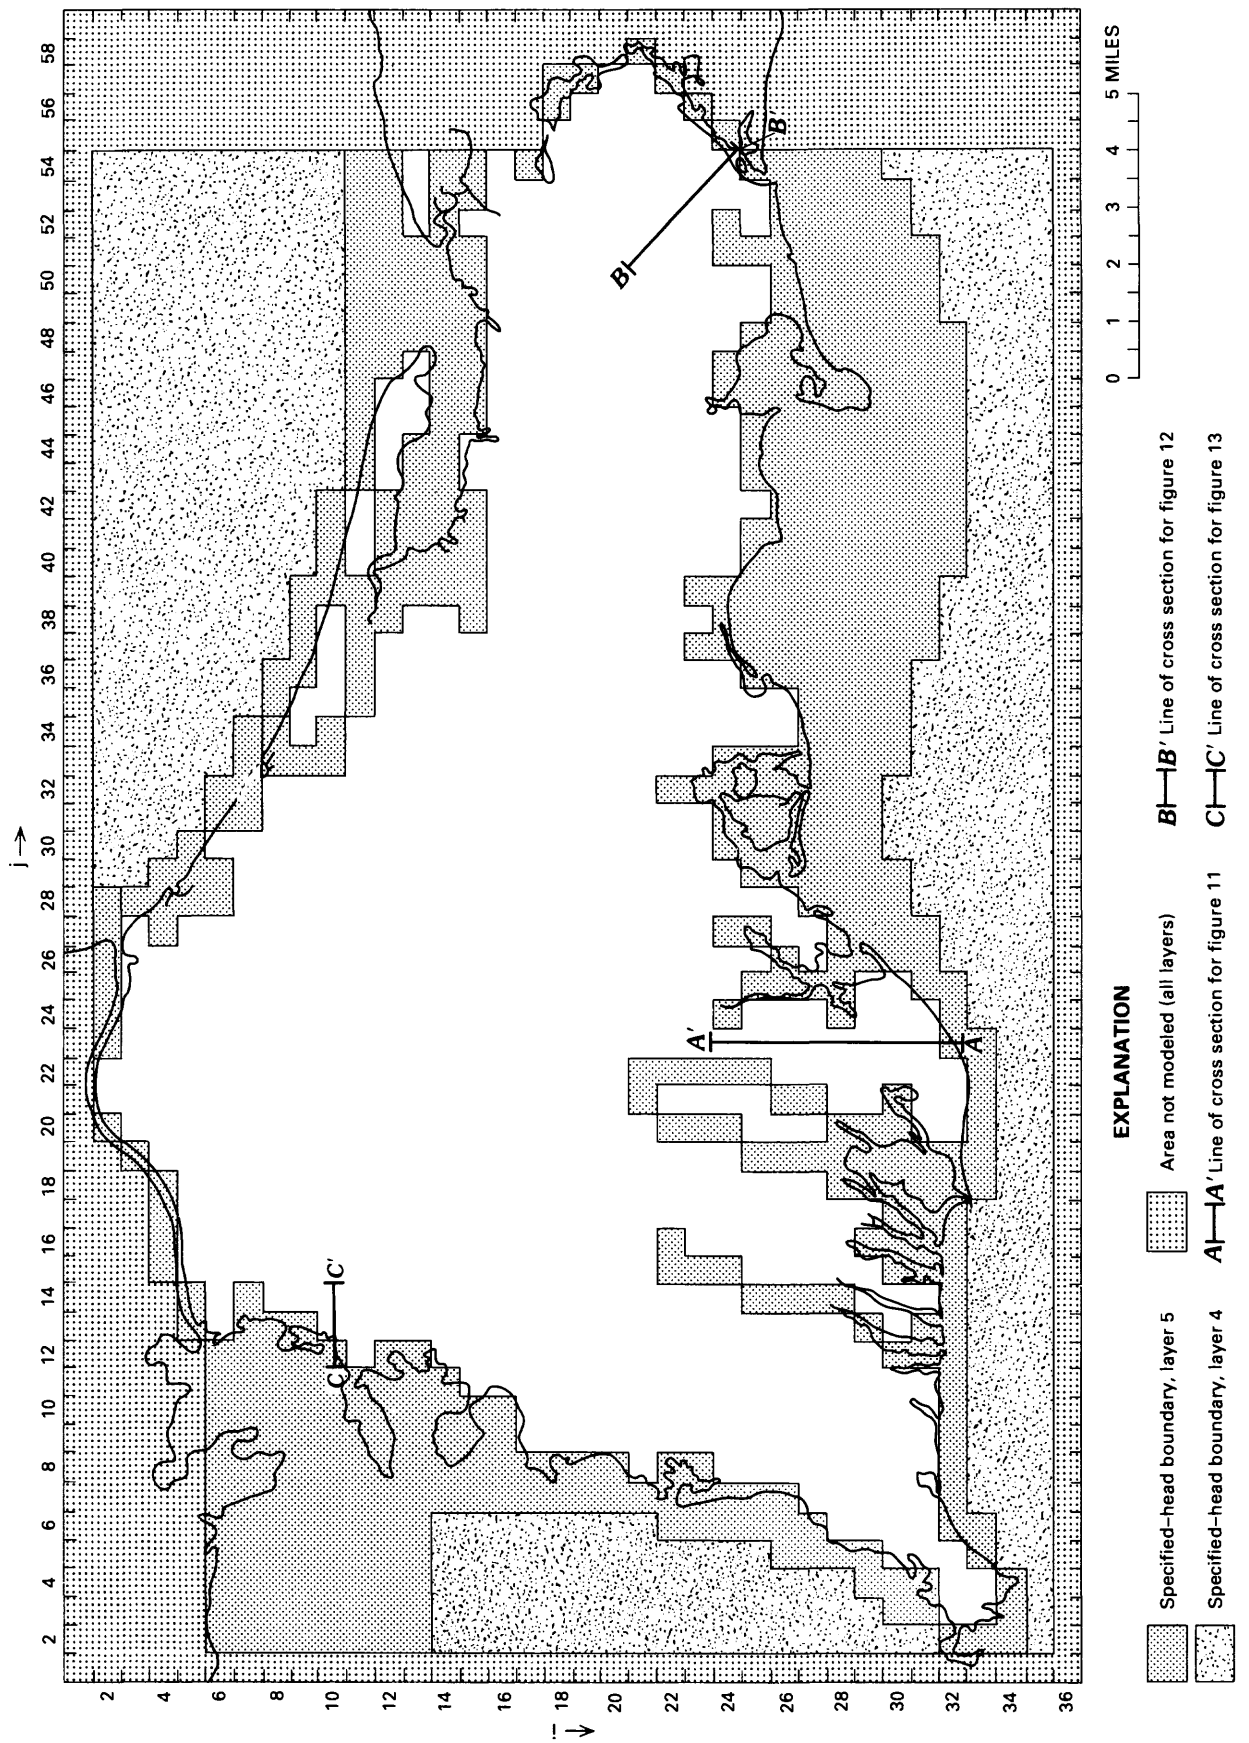 j →
2 4 6 8 10 12 14 16 18 20 22 24 26 28 30 32 34 36 38 40 42 44 46 48 50 52 54 56 58
i →
2
4
6
8
10
12
14
16
18
20
22
24
26
28
30
32
34
36
C C'
B B'
A' A
0 1 2 3 4 5 MILES
EXPLANATION
Specified-head boundary, layer 5
Specified-head boundary, layer 4
Area not modeled (all layers)
A A' Line of cross section for figure 11
B B' Line of cross section for figure 12
C C' Line of cross section for figure 13